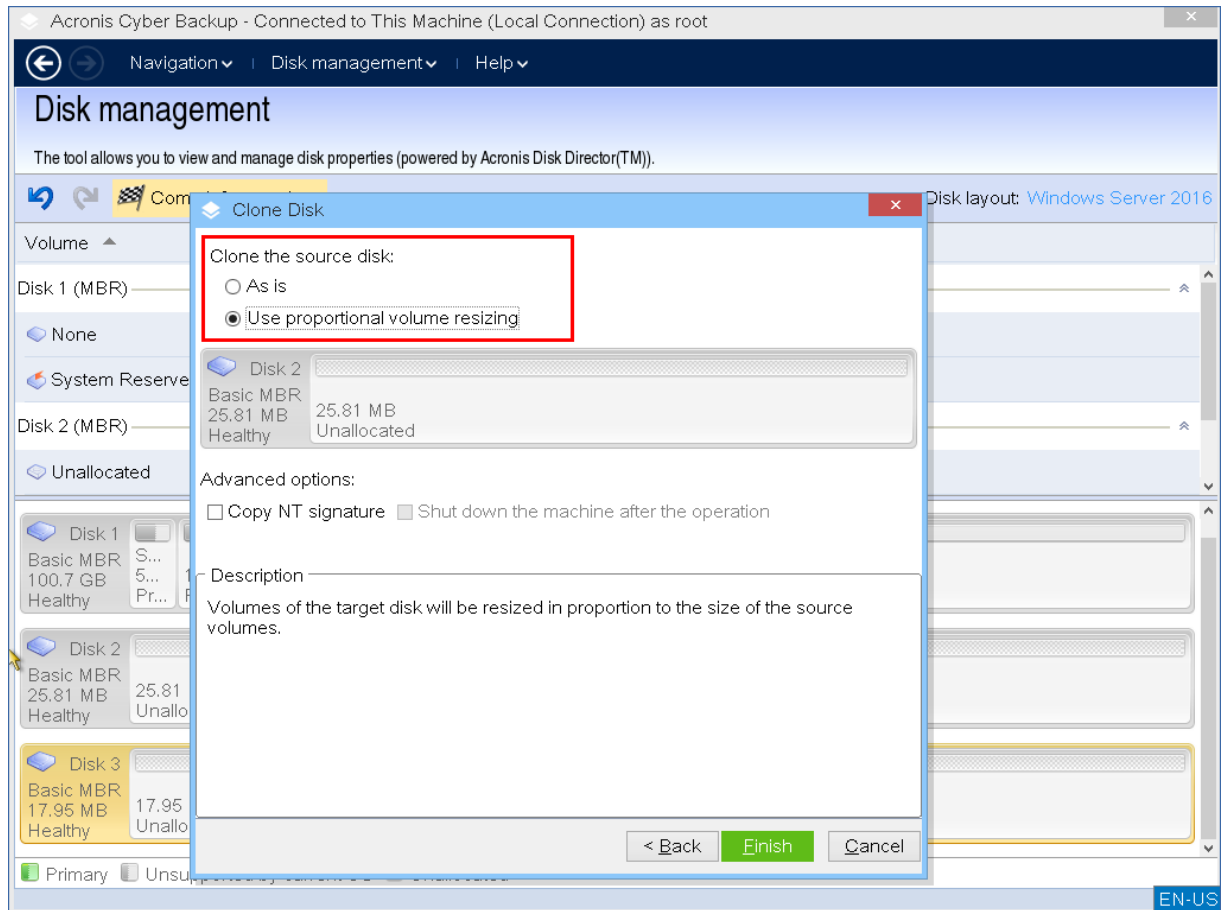 Acronis Cyber Backup - Connected to This Machine (Local Connection) as root
Navigation Disk management Help
Disk management
The tool allows you to view and manage disk properties (powered by Acronis Disk Director(TM)).
Disk layout: Windows Server 2016
Clone Disk
Volume
Clone the source disk:
As is
Use proportional volume resizing
Disk 1 (MBR)
None
System Reserve
Disk 2 (MBR)
Unallocated
Disk 2
Basic MBR
25.81 MB
Healthy
25.81 MB
Unallocated
Advanced options:
Copy NT signature Shut down the machine after the operation
Description
Volumes of the target disk will be resized in proportion to the size of the source
volumes.
Disk 1
Basic MBR
100.7 GB
Healthy
S...
5...
Pr...
Disk 2
Basic MBR
25.81 MB
Healthy
25.81
Unallo
Disk 3
Basic MBR
17.95 MB
Healthy
17.95
Unallo
< Back Finish Cancel
Primary
EN-US